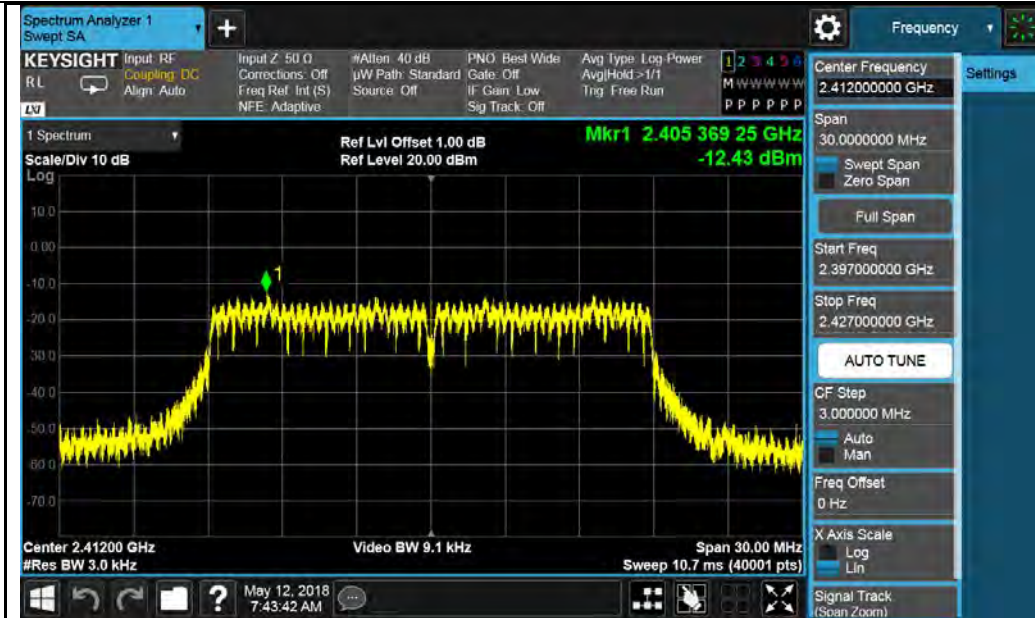 Spectrum Analyzer 1
Swept SA
+
Frequency
KEYSIGHT
RL
LXI
Input: RF
Coupling: DC
Align: Auto
Input Z: 50 Ω
Corrections: Off
Freq Ref: Int (S)
NFE: Adaptive
#Atten: 40 dB
µW Path: Standard
Source: Off
PNO: Best Wide
Gate: Off
IF Gain: Low
Sig Track: Off
Avg Type: Log-Power
Avg|Hold:>1/1
Trig: Free Run
1 2 3 4 5 6
M W W W W W
P P P P P P
1 Spectrum
Scale/Div 10 dB
Log
Ref Lvl Offset 1.00 dB
Ref Level 20.00 dBm
Mkr1 2.405 369 25 GHz
-12.43 dBm
10.0
0.00
-10.0
-20.0
-30.0
-40.0
-50.0
-60.0
-70.0
1
Center 2.41200 GHz
#Res BW 3.0 kHz
Video BW 9.1 kHz
Span 30.00 MHz
Sweep 10.7 ms (40001 pts)
Center Frequency
2.412000000 GHz
Settings
Span
30.0000000 MHz
Swept Span
Zero Span
Full Span
Start Freq
2.397000000 GHz
Stop Freq
2.427000000 GHz
AUTO TUNE
CF Step
3.000000 MHz
Auto
Man
Freq Offset
0 Hz
X Axis Scale
Log
Lin
Signal Track
(Span Zoom)
?
May 12, 2018
7:43:42 AM